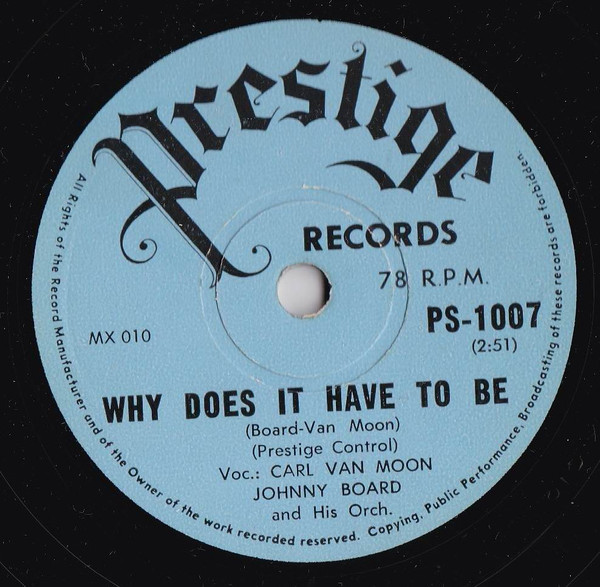 Prestige
RECORDS
78 R.P.M.
PS-1007
(2:51)
MX 010
WHY DOES IT HAVE TO BE
(Board-Van Moon)
(Prestige Control)
Voc.: CARL VAN MOON
JOHNNY BOARD
and His Orch.
All Rights of the Record Manufacturer and of the Owner of the work recorded reserved. Copying, Public Performance, Broadcasting of these records are forbidden.